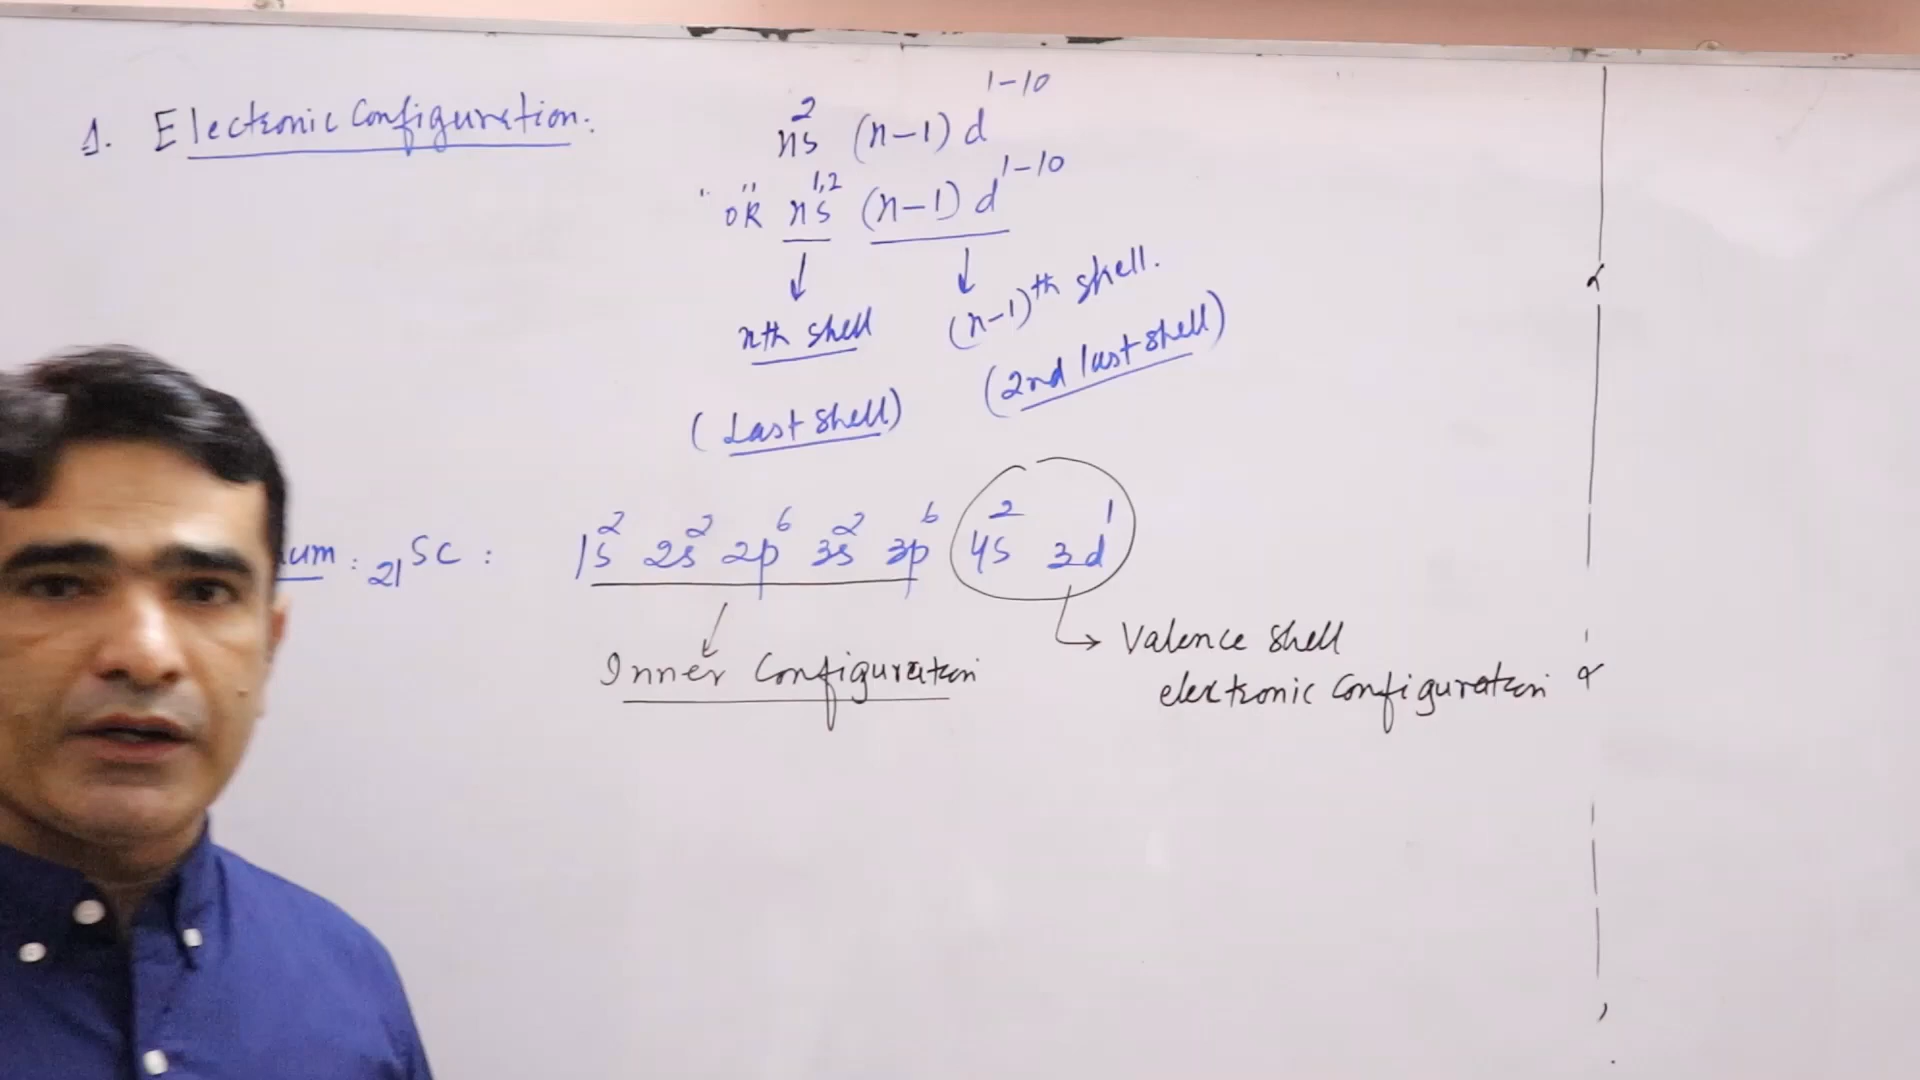 1. Electronic Configuration:
ns² (n-1) d¹⁻¹⁰
"OR" ns¹,² (n-1) d¹⁻¹⁰
nth shell
(n-1)th shell.
(Last shell)
(2nd last shell)
um : ₂₁Sc : 1s² 2s² 2p⁶ 3s² 3p⁶ 4s² 3d¹
Inner Configuration
Valence shell
electronic Configuration